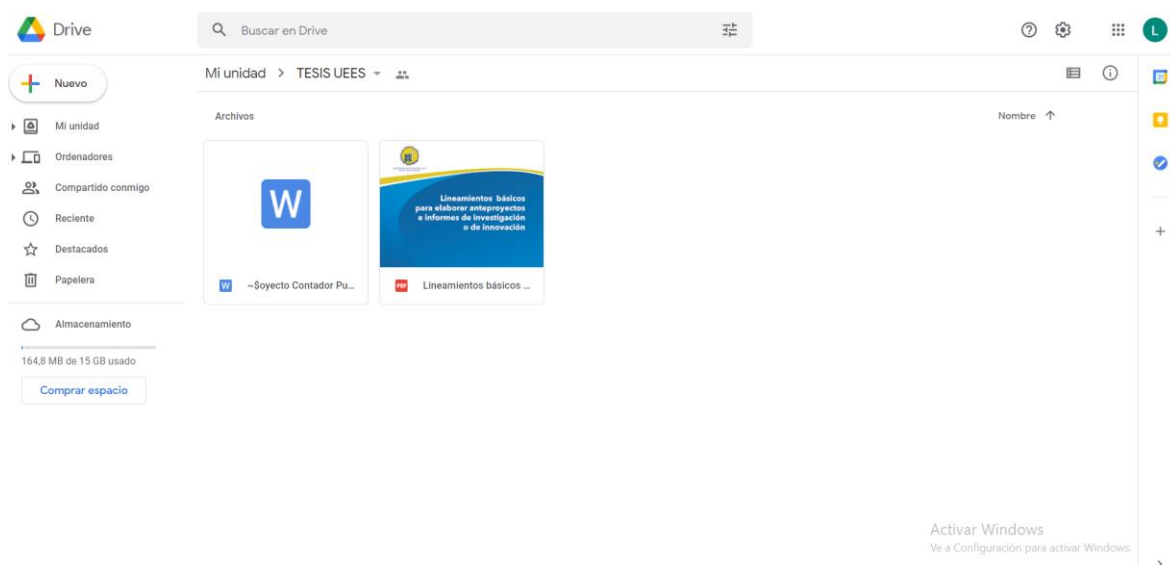 Drive
Buscar en Drive
L
Nuevo
Mi unidad > TESIS UEES
31
Mi unidad
Archivos
Nombre
Ordenadores
Compartido conmigo
Reciente
Destacados
Papelera
W
Lineamientos básicos
para elaborar anteproyectos
e informes de investigación
o de innovación
W ~$oyecto Contador Pu...
PDF Lineamientos básicos ...
Almacenamiento
164,8 MB de 15 GB usado
Comprar espacio
Activar Windows
Ve a Configuración para activar Windows.